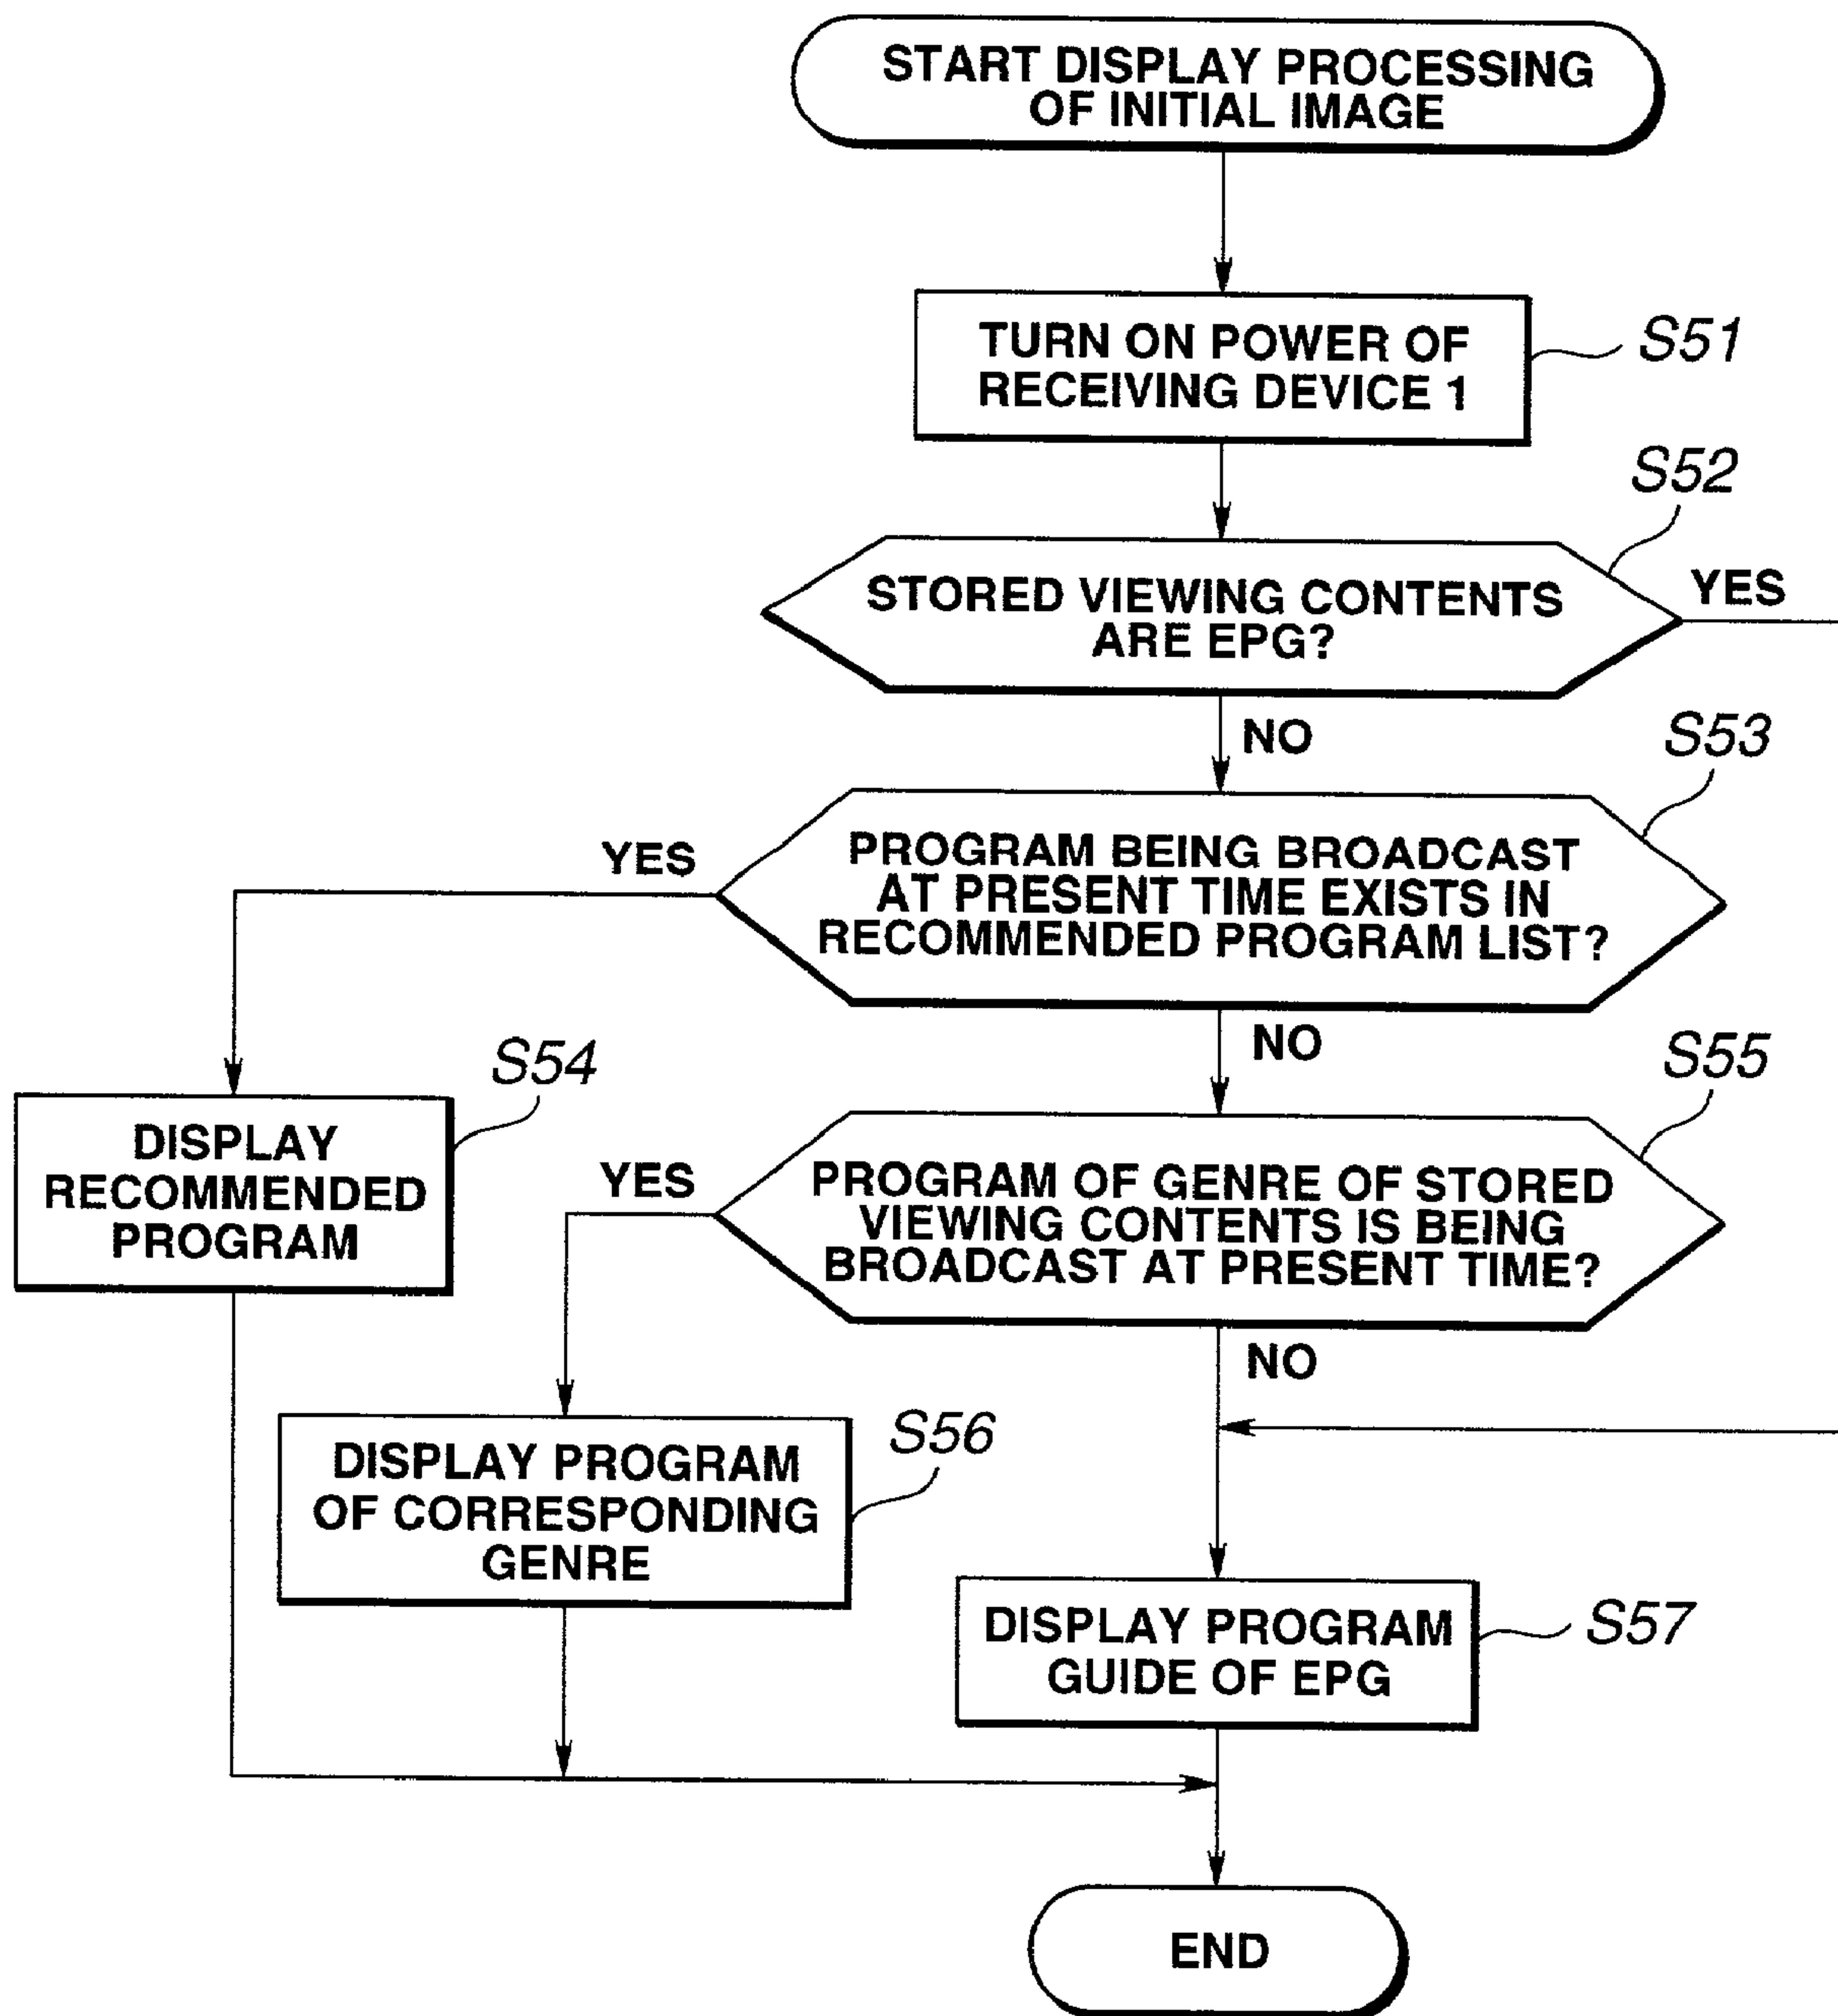 START DISPLAY PROCESSING
OF INITIAL IMAGE
TURN ON POWER OF
RECEIVING DEVICE 1
S51
S52
STORED VIEWING CONTENTS
ARE EPG?
YES
NO
S53
PROGRAM BEING BROADCAST
AT PRESENT TIME EXISTS IN
RECOMMENDED PROGRAM LIST?
YES
NO
S54
DISPLAY
RECOMMENDED
PROGRAM
S55
PROGRAM OF GENRE OF STORED
VIEWING CONTENTS IS BEING
BROADCAST AT PRESENT TIME?
YES
NO
S56
DISPLAY PROGRAM
OF CORRESPONDING
GENRE
DISPLAY PROGRAM
GUIDE OF EPG
S57
END